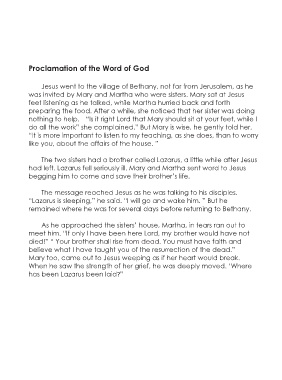 Proclamation of the Word of God
Jesus went to the village of Bethany, not far from Jerusalem, as he
was invited by Mary and Martha who were sisters. Mary sat at Jesus
feet listening as he talked, while Martha hurried back and forth
preparing the food. After a while, she noticed that her sister was doing
nothing to help.   "Is it right Lord that Mary should sit at your feet, while I
do all the work" she complained." But Mary is wise, he gently told her.
"It is more important to listen to my teaching, as she does, than to worry
like you, about the affairs of the house. "
The two sisters had a brother called Lazarus, a little while after Jesus
had left, Lazarus fell seriously ill. Mary and Martha sent word to Jesus
begging him to come and save their brother's life.
The message reached Jesus as he was talking to his disciples.
"Lazarus is sleeping," he said. "I will go and wake him. " But he
remained where he was for several days before returning to Bethany.
As he approached the sisters' house, Martha, in tears ran out to
meet him. "If only I have been here Lord, my brother would have not
died!" " Your brother shall rise from dead. You must have faith and
believe what I have taught you of the resurrection of the dead."
Mary too, came out to Jesus weeping as if her heart would break.
When he saw the strength of her grief, he was deeply moved. 'Where
has been Lazarus been laid?"